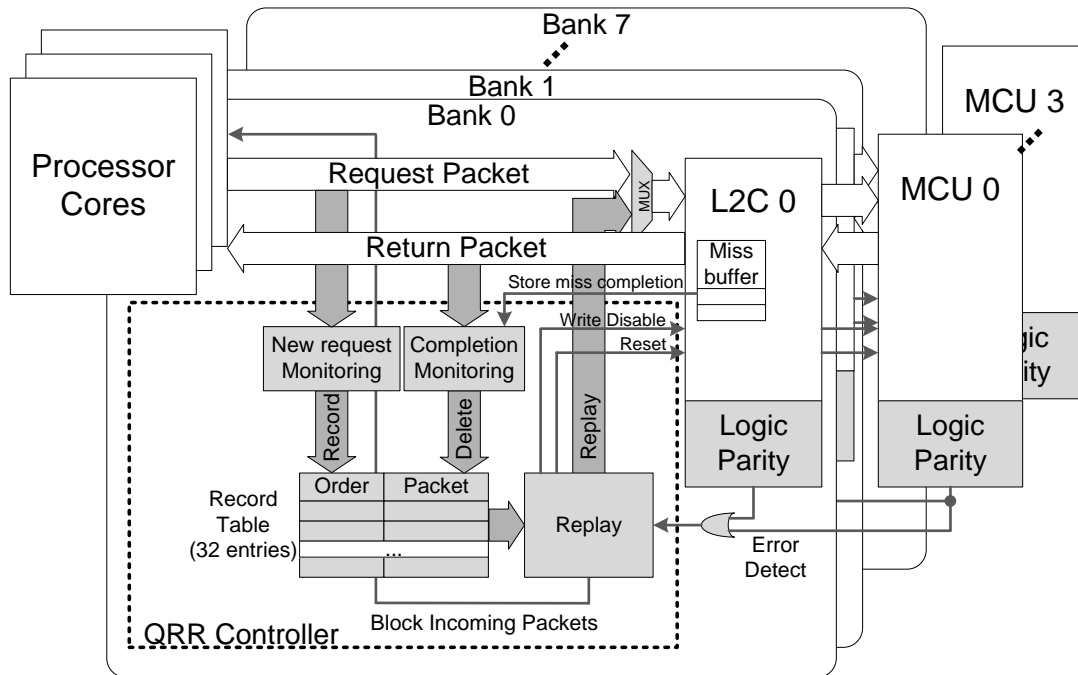 Bank 7
Bank 1
Bank 0
MCU 3
Processor
Cores
Request Packet
MUX
L2C 0
MCU 0
Return Packet
Miss
buffer
Store miss completion
Write Disable
Reset
New request
Monitoring
Completion
Monitoring
Record
Delete
Replay
Logic
Parity
Logic
Parity
Order
Packet
Record
Table
(32 entries)
...
Replay
Error
Detect
Block Incoming Packets
QRR Controller